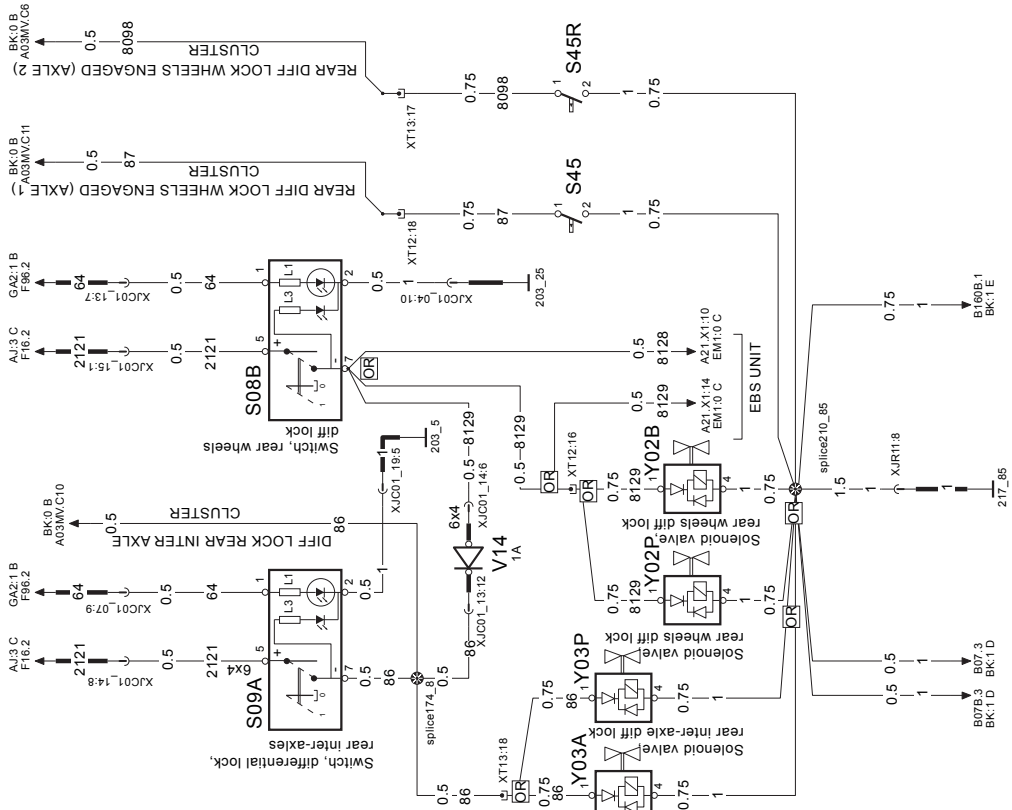 BK:0 B
A03MV.C6
0.5
8098
CLUSTER
REAR DIFF LOCK WHEELS ENGAGED (AXLE 2)
XT13:17
0.75
8098
1
2
S45R
1
0.75
BK:0 B
A03MV.C11
0.5
87
CLUSTER
REAR DIFF LOCK WHEELS ENGAGED (AXLE 1)
XT12:18
0.75
87
1
2
S45
1
0.75
GA2:1 B
F96.2
64
XJC01_13:7
0.5
64
1
L1
L3
2
0.5
1
XJC01_04:10
203_25
AJ:3 C
F16.2
2121
XJC01_15:1
0.5
2121
5
+
-
0
1
7
S08B
Switch, rear wheels
diff lock
OR
0.5
8128
A21.X1:10
EM1:0 C
0.5
8129
A21.X1:14
EM1:0 C
EBS UNIT
0.5
8129
OR
XT12:16
OR
0.5
8129
XJC01_14:6
6x4
V14
1A
XJC01_13:12
86
0.5
1
XJC01_19:5
203_5
BK:0 B
A03MV.C10
0.5
CLUSTER
DIFF LOCK REAR INTER AXLE
86
GA2:1 B
F96.2
64
XJC01_07:9
0.5
64
1
L1
L3
2
0.5
1
AJ:3 C
F16.2
2121
XJC01_14:8
0.5
2121
6x4
5
+
-
0
1
7
S09A
Switch, differential lock,
rear inter-axles
0.5
86
splice174_8
0.5
86
XT13:18
OR
0.75
8129
1
Y02B
4
Solenoid valve,
rear wheels diff lock
1
0.75
0.75
8129
1
Y02P
4
Solenoid valve,
rear wheels diff lock
1
0.75
0.75
86
1
Y03P
4
Solenoid valve,
rear inter-axle diff lock
0.75
1
0.75
86
1
Y03A
4
0.75
1
OR
OR
splice210_85
1.5
1
XJR11:8
1
217_85
0.75
1
B160B.1
BK:1 E
0.5
1
B07.3
BK:1 D
0.5
1
B07B.3
BK:1 D